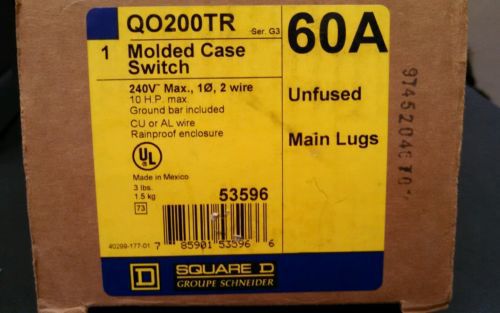 QO200TR
Ser. G3
60A
1 Molded Case
Switch
240V~ Max., 1Ø, 2 wire
10 H.P. max.
Ground bar included
CU or AL wire
Rainproof enclosure
Unfused
Main Lugs
UL
Made in Mexico
3 lbs.
1.5 kg
73
53596
40299-177-01
7 85901 53596 6
D
SQUARE D
GROUPE SCHNEIDER